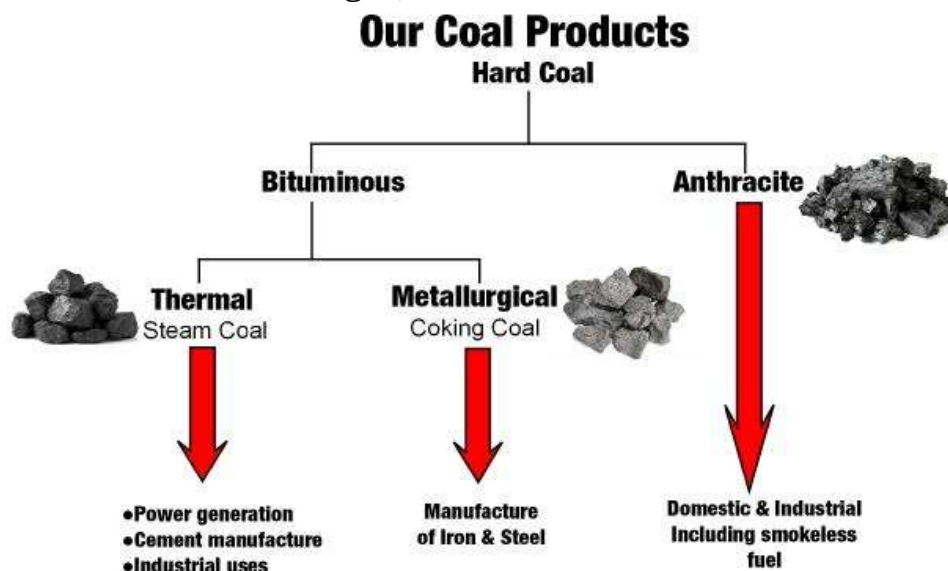 Our Coal Products
Hard Coal
Bituminous
Anthracite
Thermal
Steam Coal
Metallurgical
Coking Coal
•Power generation
•Cement manufacture
•Industrial uses
Manufacture
of Iron & Steel
Domestic & Industrial
Including smokeless
fuel